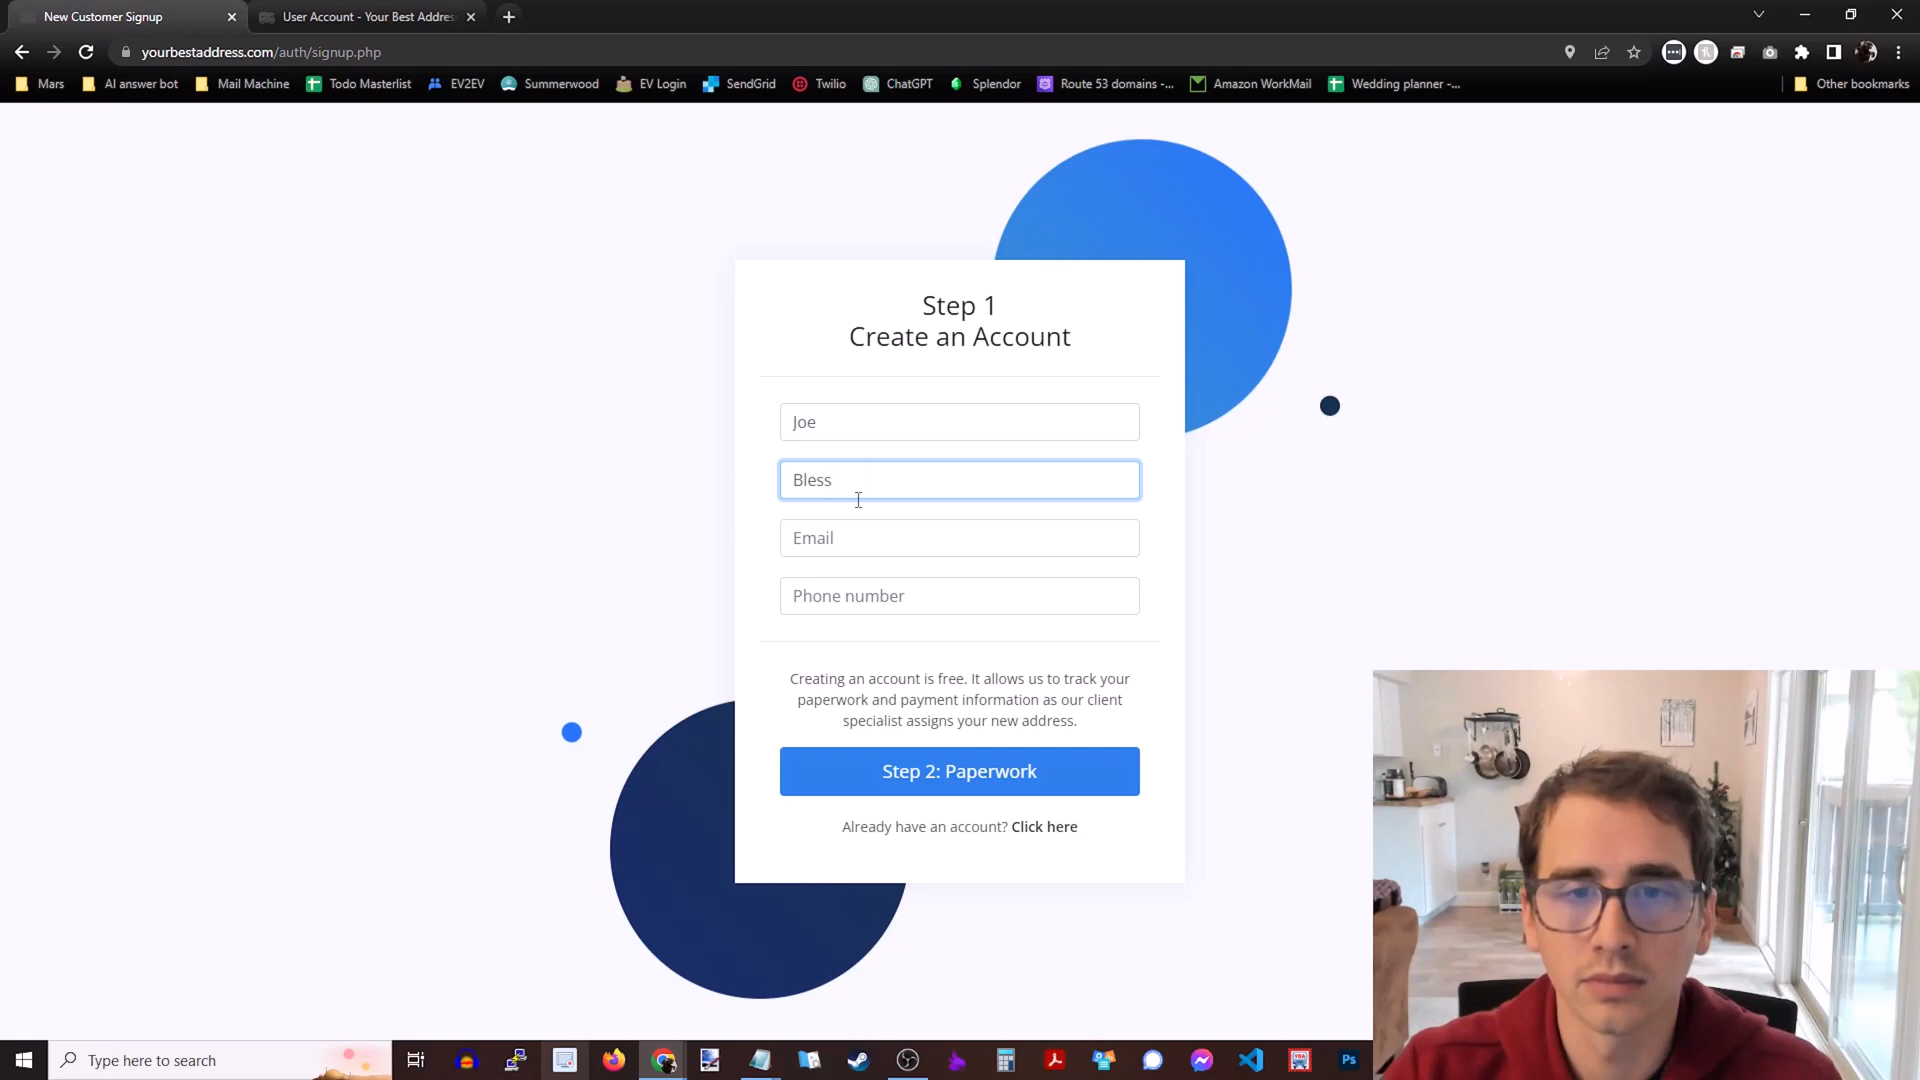 New Customer Signup
User Account - Your Best Addres
yourbestaddress.com/auth/signup.php
Mars
AI answer bot
Mail Machine
Todo Masterlist
EV2EV
Summerwood
EV Login
SendGrid
Twilio
ChatGPT
Splendor
Route 53 domains -...
Amazon WorkMail
Wedding planner -...
Other bookmarks
Step 1
Create an Account
Joe
Bless
Email
Phone number
Creating an account is free. It allows us to track your
paperwork and payment information as our client
specialist assigns your new address.
Step 2: Paperwork
Already have an account? Click here
Type here to search
Ps